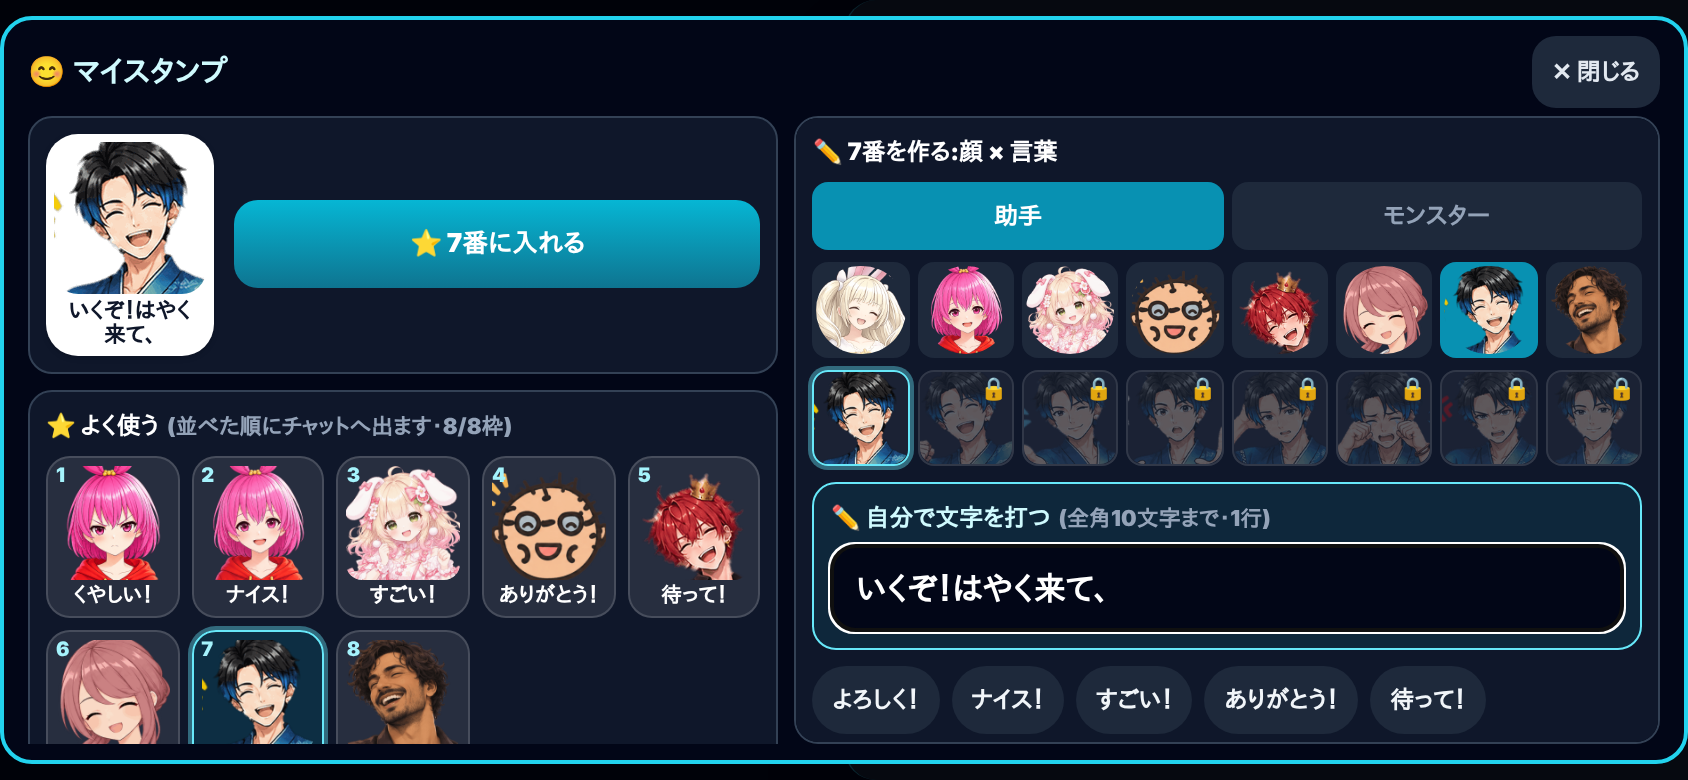 😊 マイスタンプ
✕ 閉じる
いくぞ！はやく
来て、
⭐ 7番に入れる
⭐ よく使う (並べた順にチャットへ出ます・8/8枠)
1
くやしい！
2
ナイス！
3
すごい！
4
ありがとう！
5
待って！
6
7
8
✏️ 7番を作る:顔 × 言葉
助手
モンスター
✏️ 自分で文字を打つ (全角10文字まで・1行)
いくぞ！はやく来て、
よろしく！
ナイス！
すごい！
ありがとう！
待って！